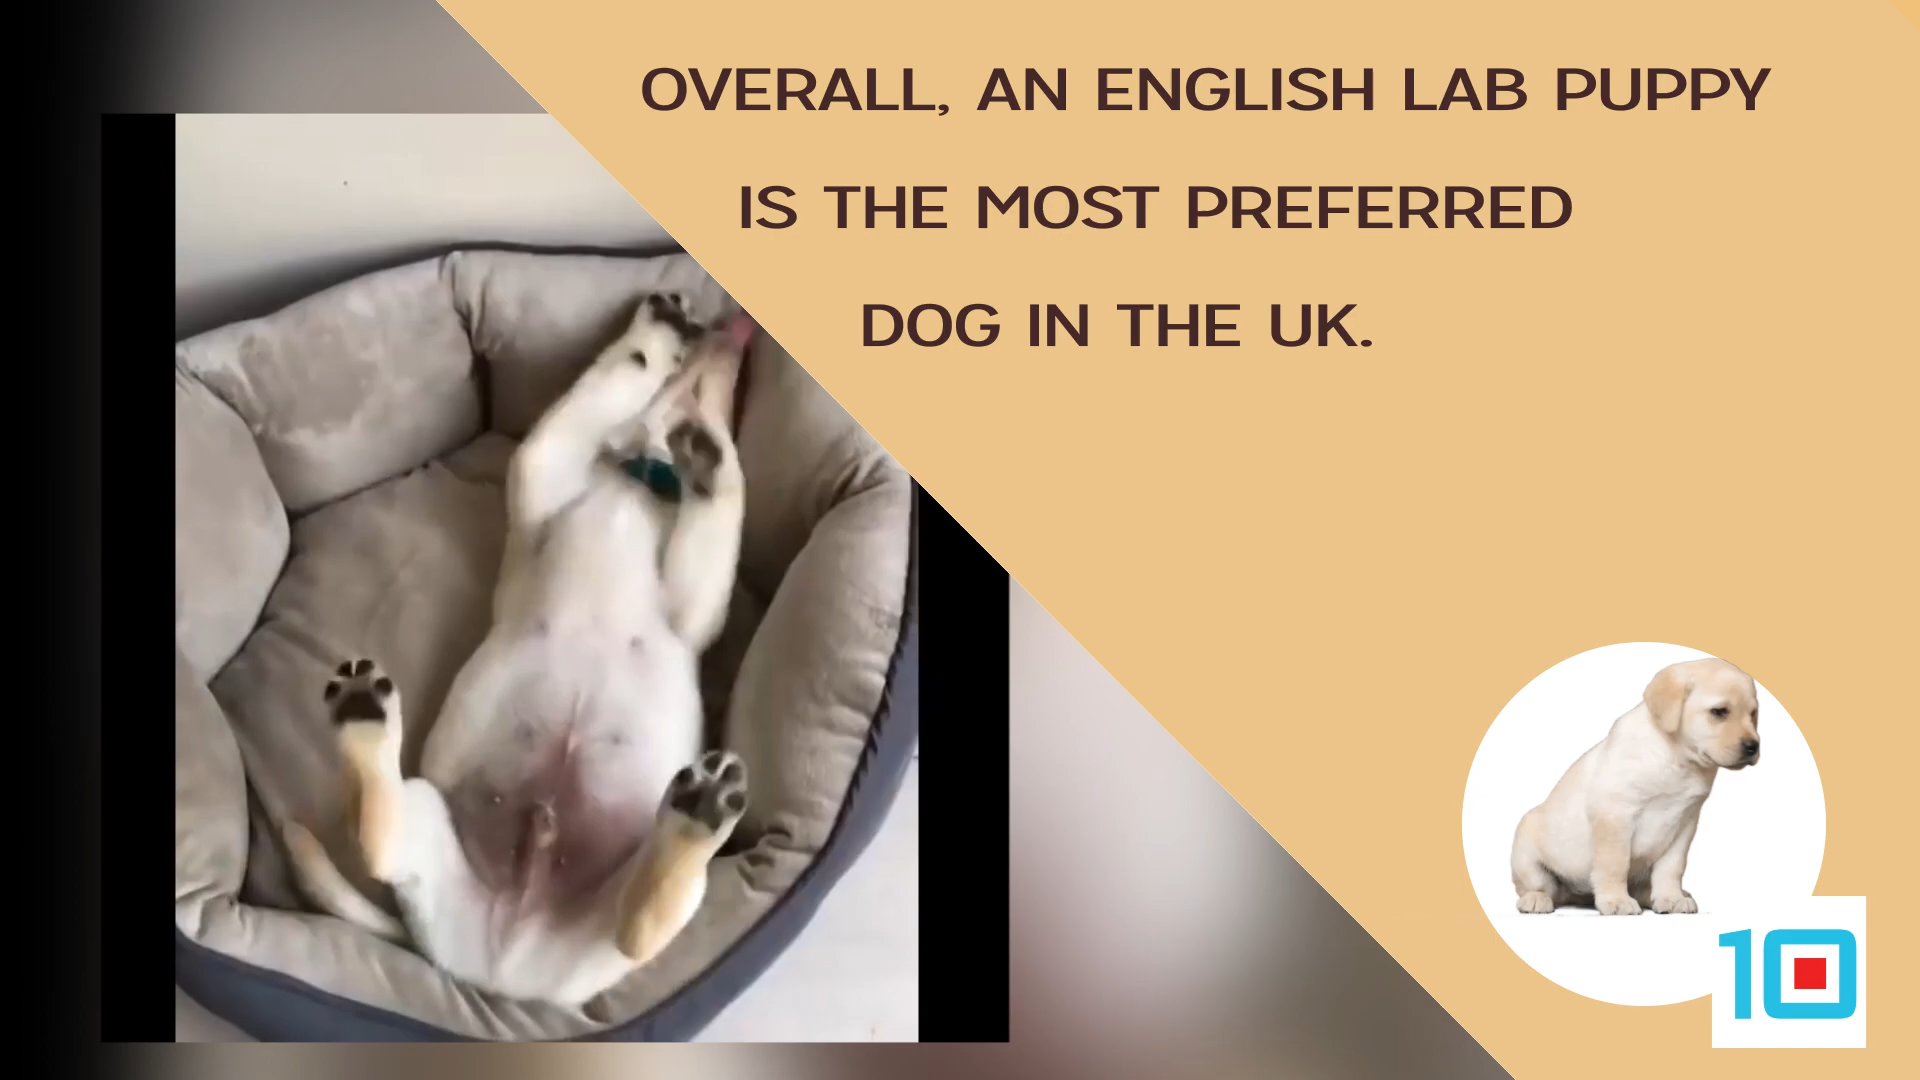 OVERALL, AN ENGLISH LAB PUPPY
IS THE MOST PREFERRED
DOG IN THE UK.
10